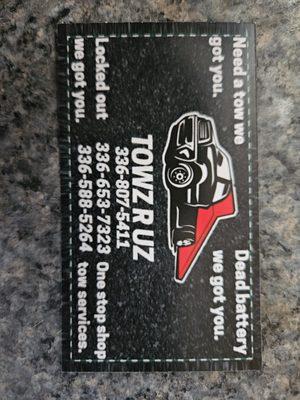 Need a tow we
got you.
Dead battery
we got you.
TOWZ R UZ
336-807-5411
Locked out
we got you.
336-653-7323
336-588-5264
One stop shop
tow services.